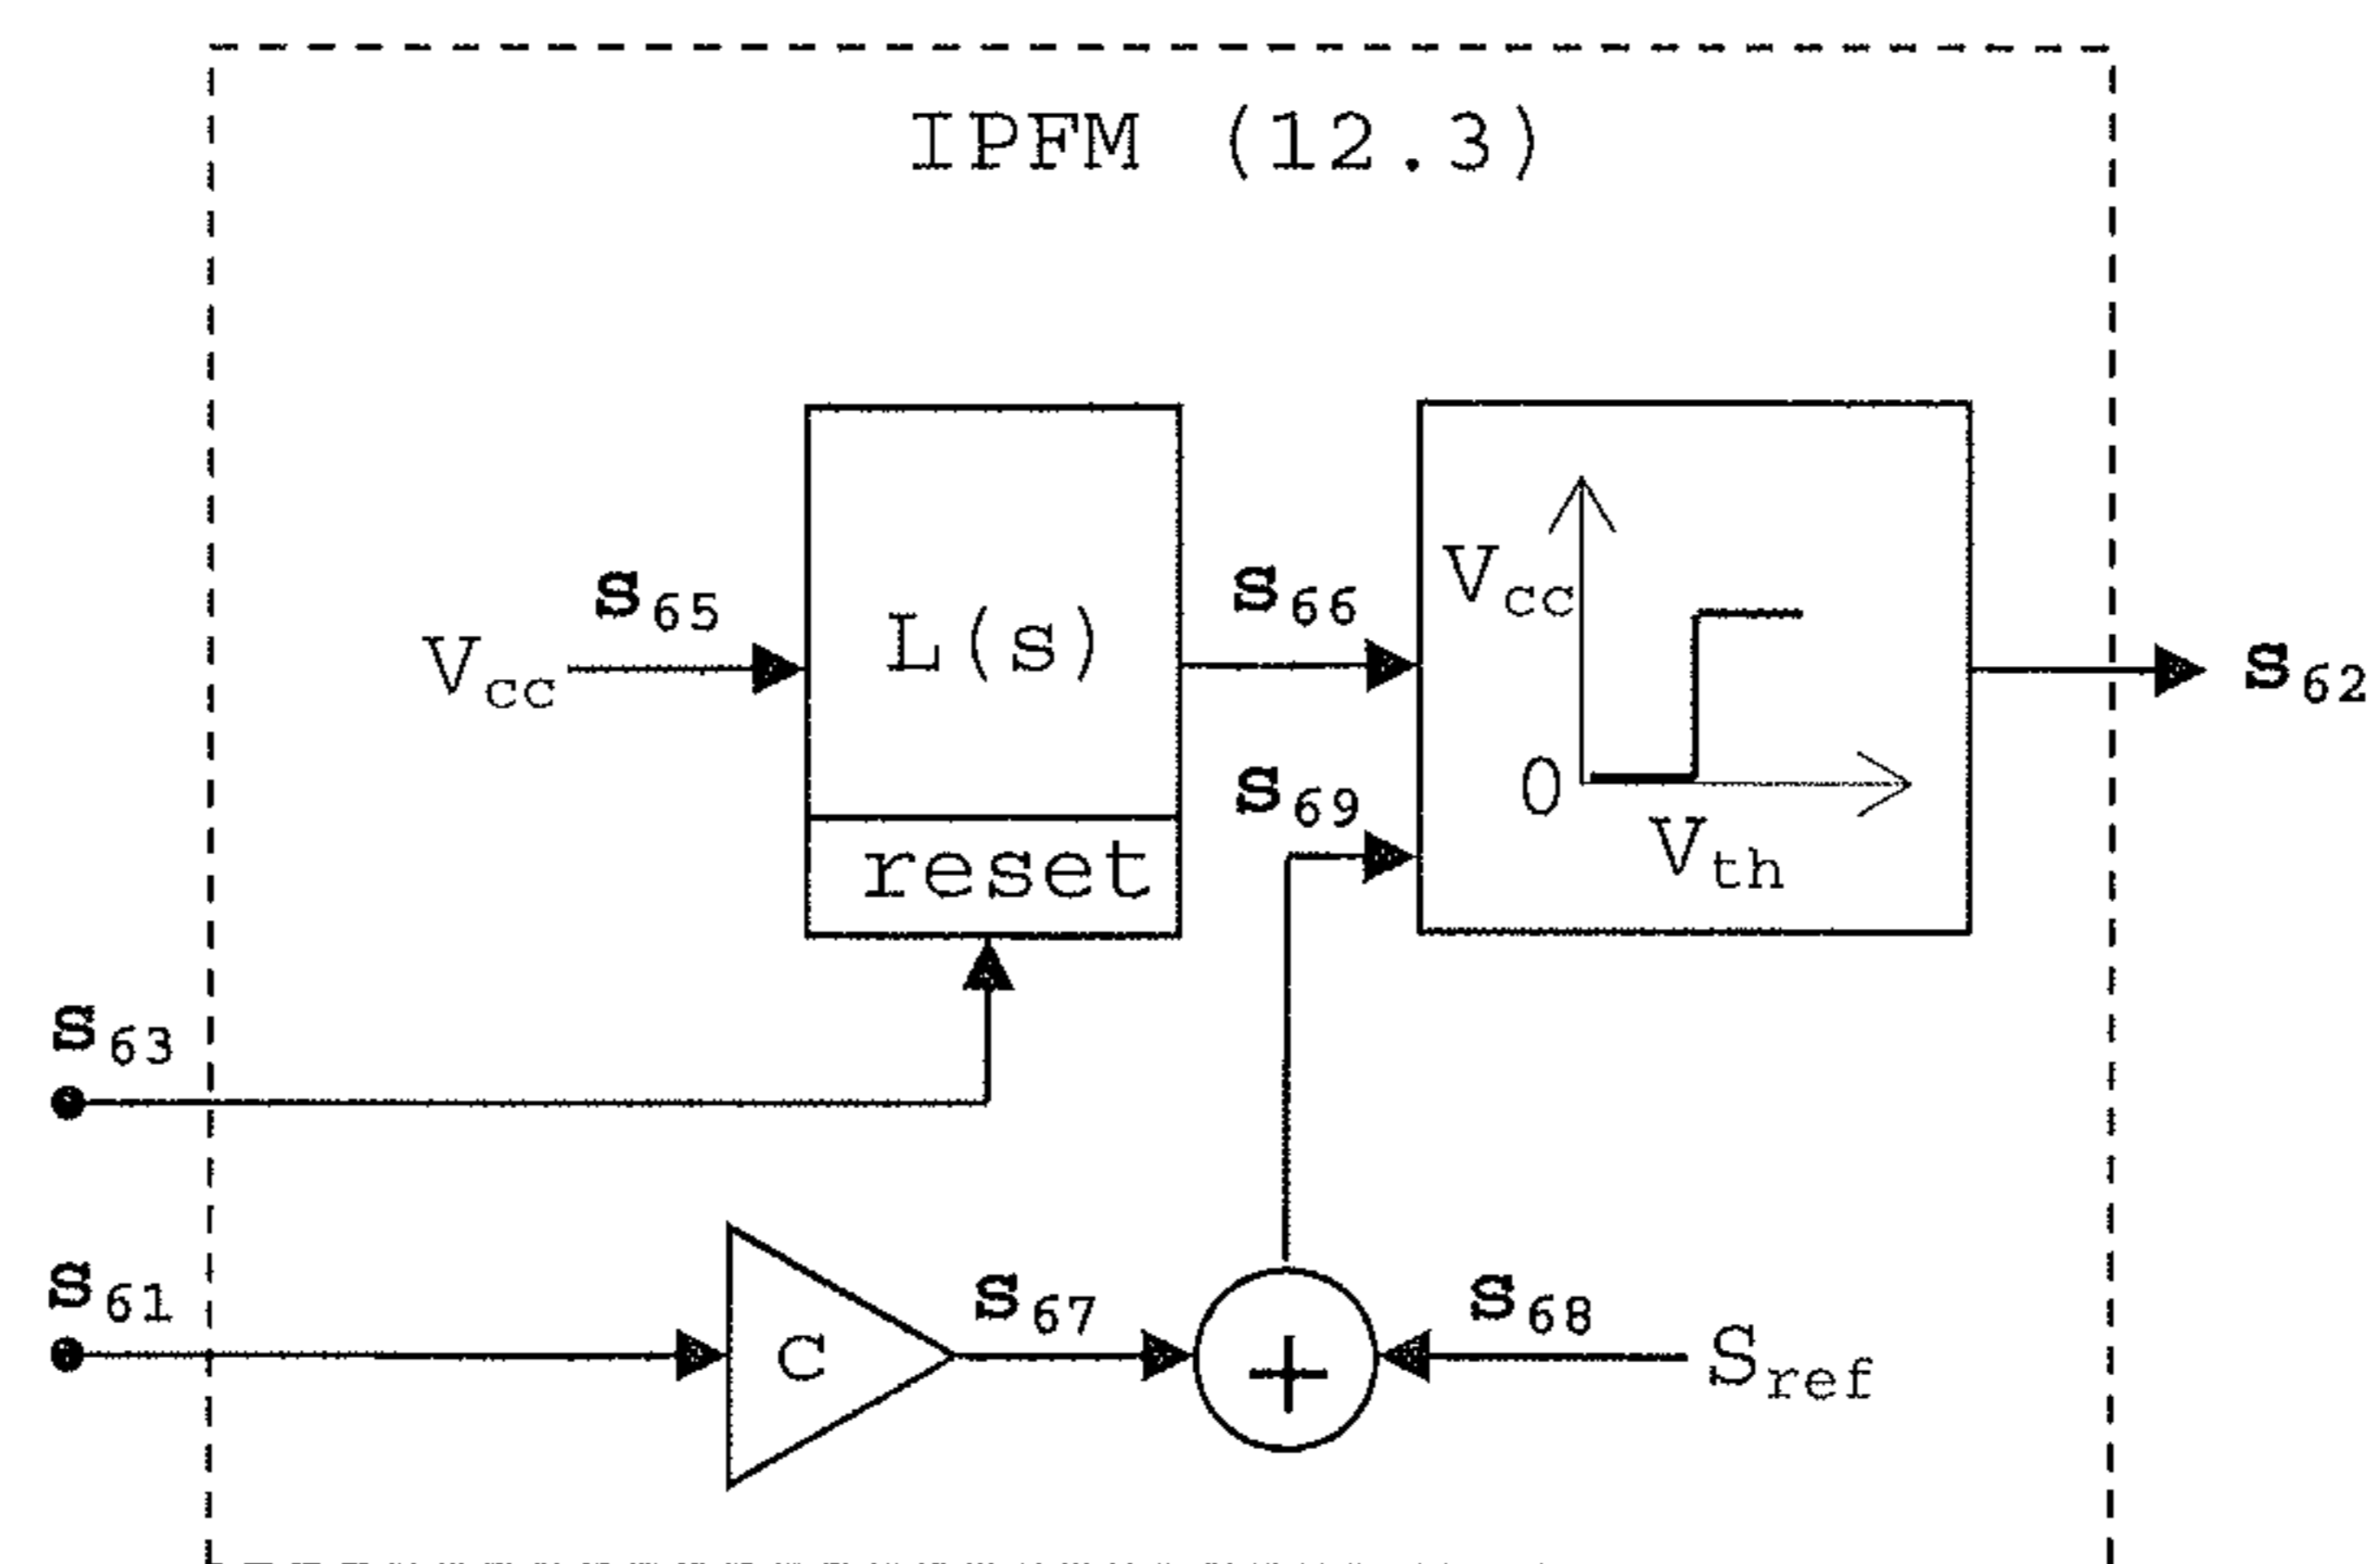 IPFM (12.3)
s65
Vcc
L(s)
reset
s66
s69
Vcc
0
Vth
s62
s63
s61
C
s67
+
s68
Sref